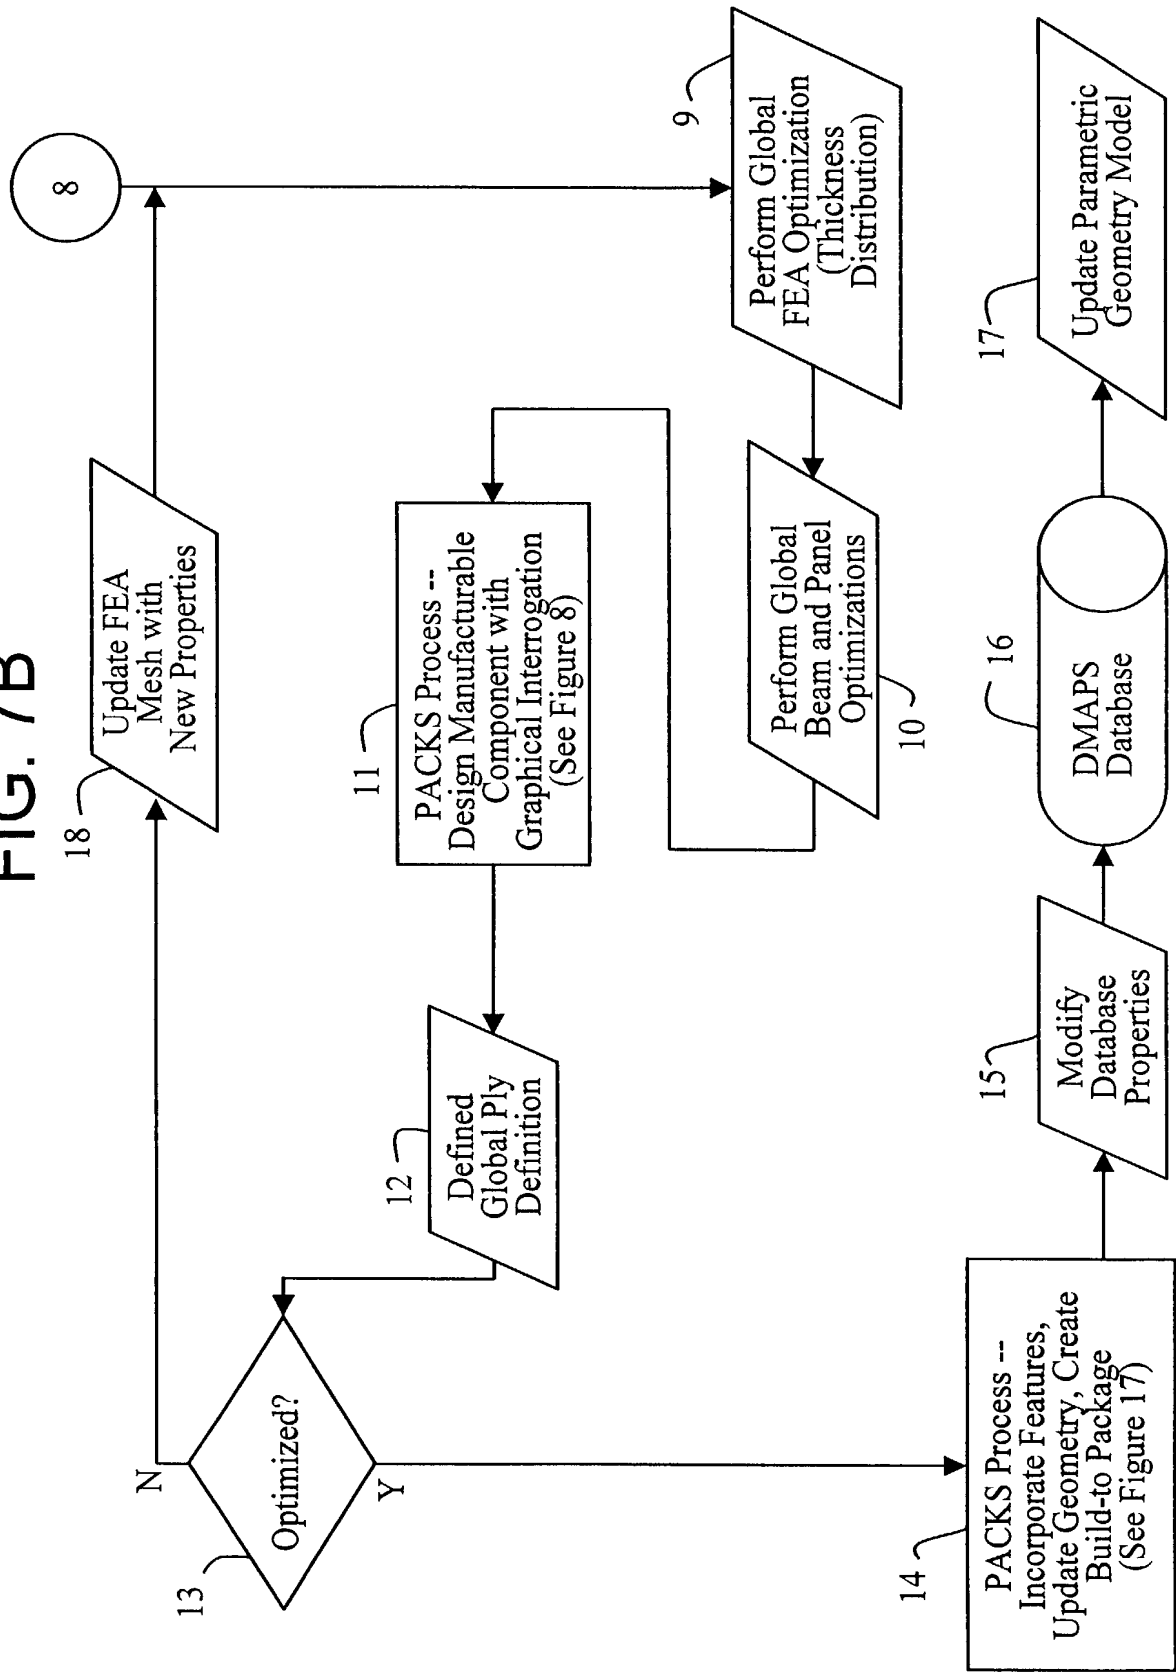 FIG. 7B
8
18
Update FEA
Mesh with
New Properties
N
Optimized?
13
Y
12
Defined
Global Ply
Definition
11
PACKS Process --
Design Manufacturable
Component with
Graphical Interrogation
(See Figure 8)
10
Perform Global
Beam and Panel
Optimizations
9
Perform Global
FEA Optimization
(Thickness
Distribution)
14
PACKS Process --
Incorporate Features,
Update Geometry, Create
Build-to Package
(See Figure 17)
15
Modify
Database
Properties
16
DMAPS
Database
17
Update Parametric
Geometry Model